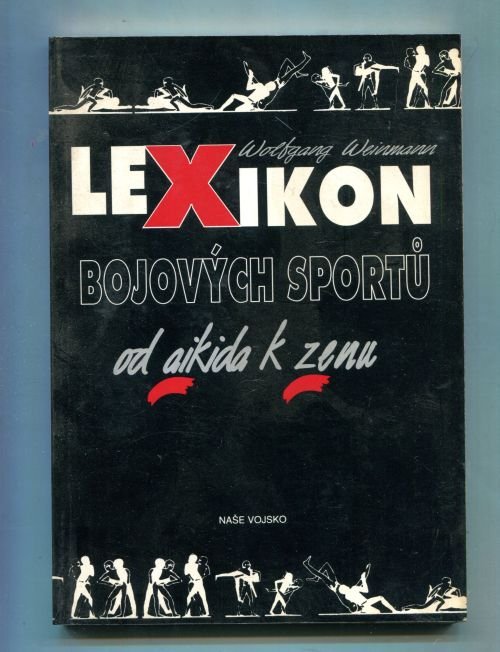 Wolfgang Weinmann
LEXIKON
BOJOVÝCH SPORTŮ
od aikida k zenu
NAŠE VOJSKO